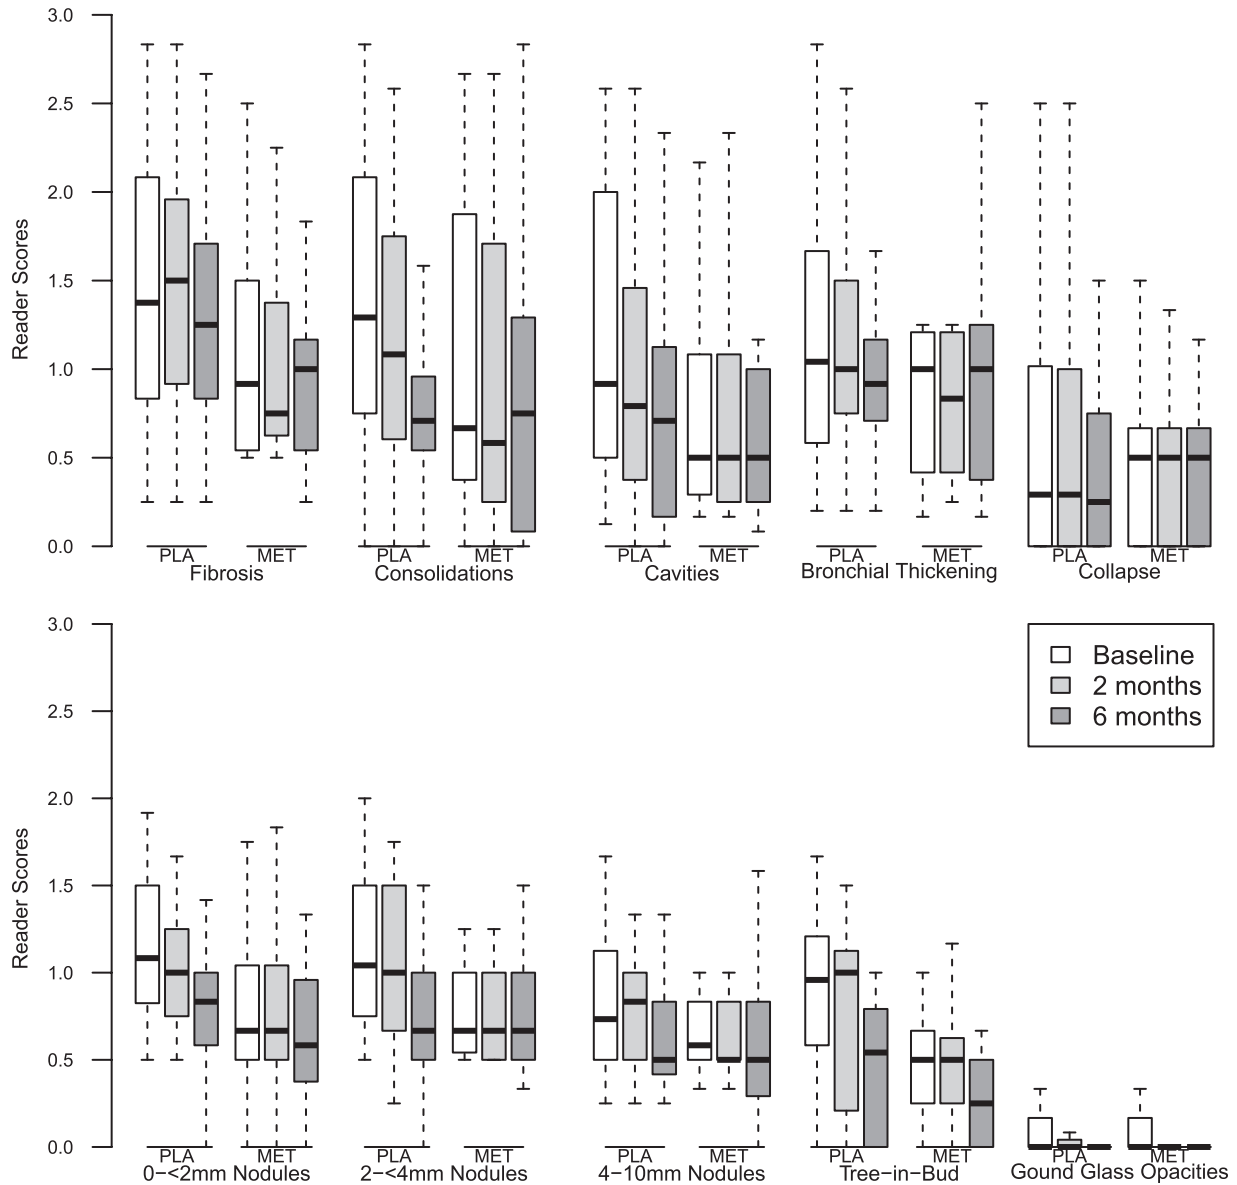 3.0
2.5
2.0
1.5
1.0
0.5
0.0
Reader Scores
PLA MET PLA MET PLA MET PLA MET PLA MET
Fibrosis Consolidations Cavities Bronchial Thickening Collapse
3.0
2.5
2.0
1.5
1.0
0.5
0.0
Reader Scores
Baseline
2 months
6 months
PLA MET PLA MET PLA MET PLA MET PLA MET
0−<2mm Nodules 2−<4mm Nodules 4−10mm Nodules Tree−in−Bud Gound Glass Opacities